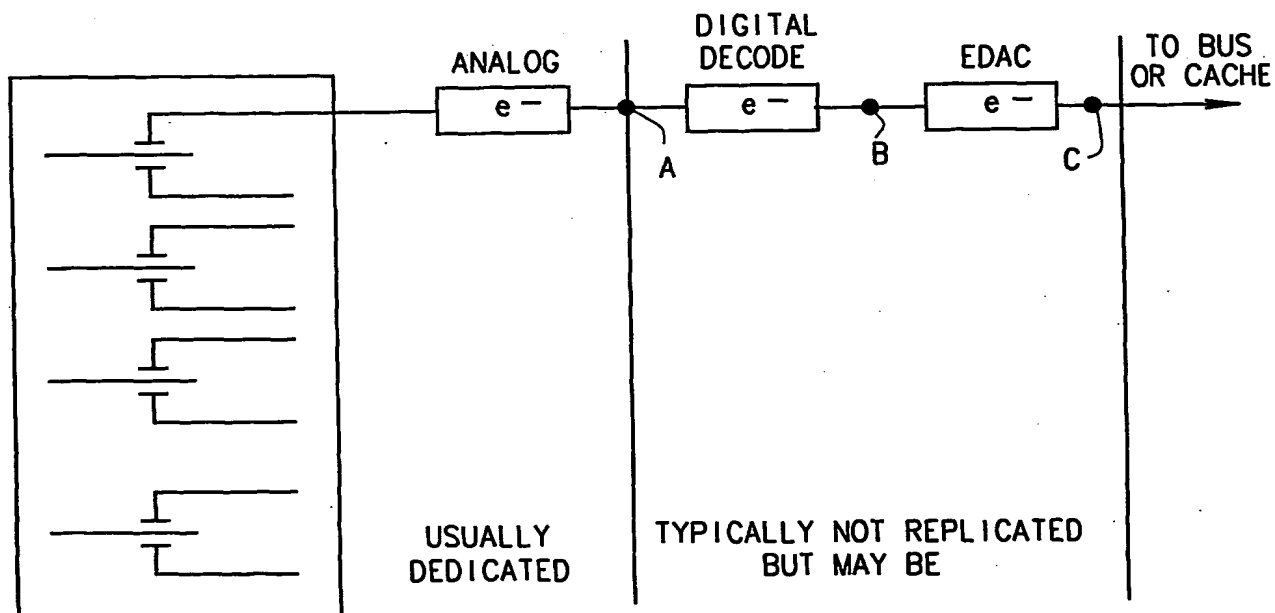 ANALOG
DIGITAL
DECODE
EDAC
TO BUS
OR CACHE
e-
e-
e-
A
B
C
USUALLY
DEDICATED
TYPICALLY NOT REPLICATED
BUT MAY BE